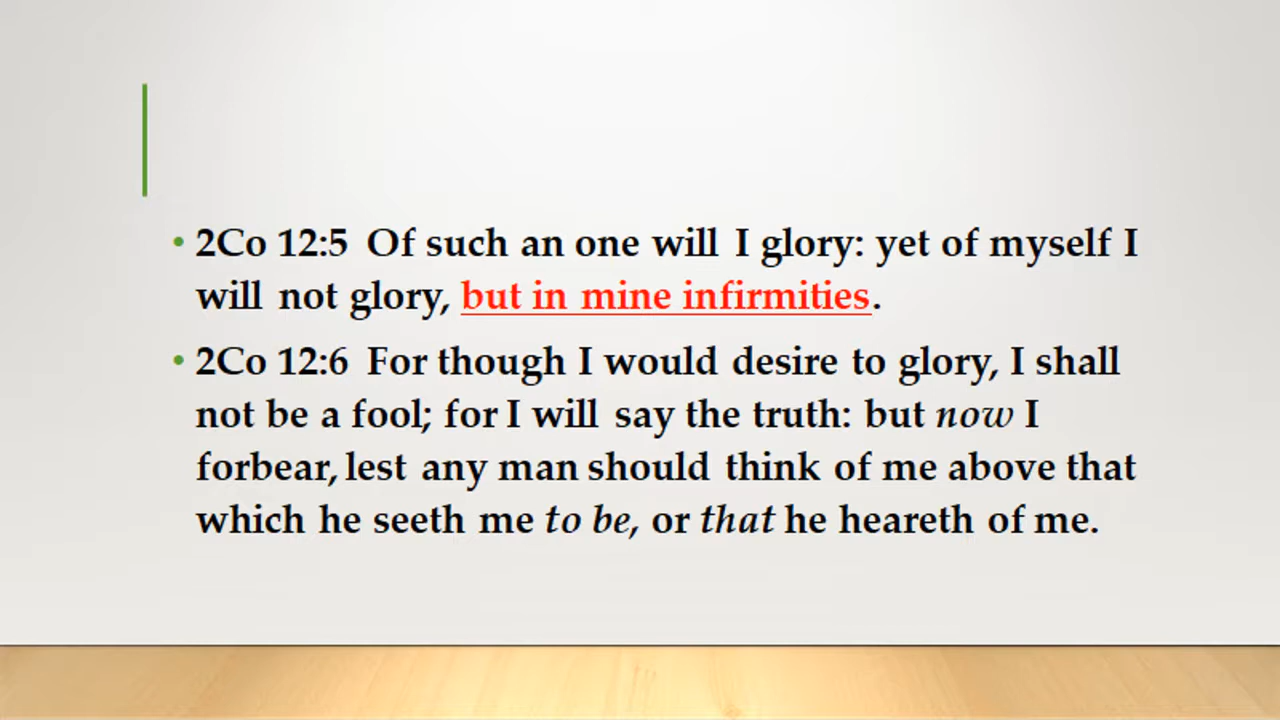 • 2Co 12:5 Of such an one will I glory: yet of myself I
will not glory, but in mine infirmities.
• 2Co 12:6 For though I would desire to glory, I shall
not be a fool; for I will say the truth: but now I
forbear, lest any man should think of me above that
which he seeth me to be, or that he heareth of me.